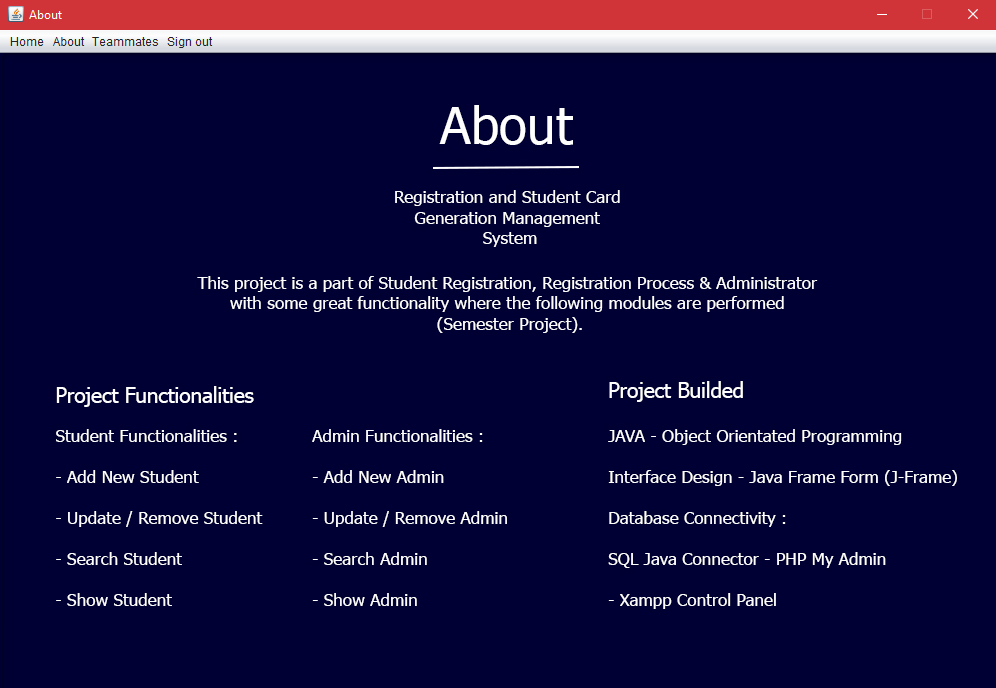 About
Home About Teammates Sign out
About
Registration and Student Card
Generation Management
System
This project is a part of Student Registration, Registration Process & Administrator
with some great functionality where the following modules are performed
(Semester Project).
Project Functionalities
Student Functionalities :
- Add New Student
- Update / Remove Student
- Search Student
- Show Student
Admin Functionalities :
- Add New Admin
- Update / Remove Admin
- Search Admin
- Show Admin
Project Builded
JAVA - Object Orientated Programming
Interface Design - Java Frame Form (J-Frame)
Database Connectivity :
SQL Java Connector - PHP My Admin
- Xampp Control Panel